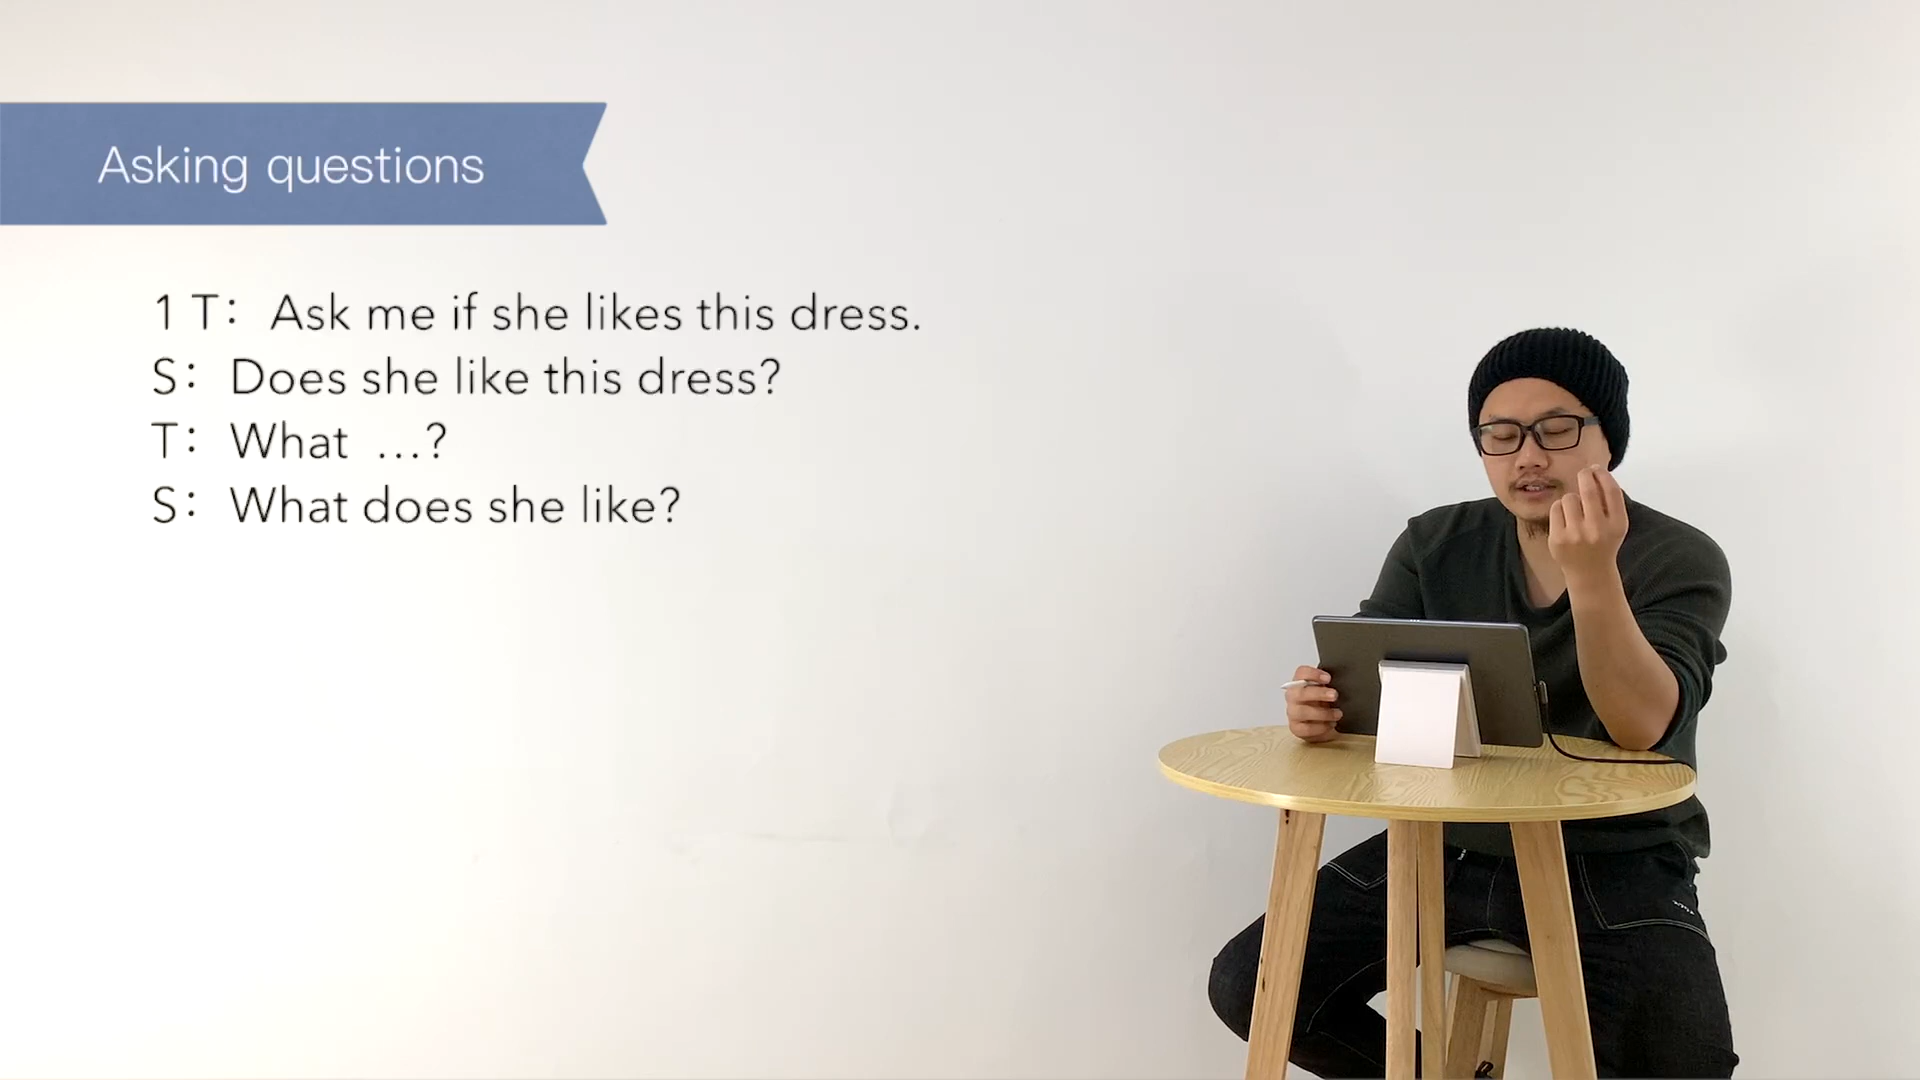 Asking questions
1 T: Ask me if she likes this dress.
S: Does she like this dress?
T: What …?
S: What does she like?